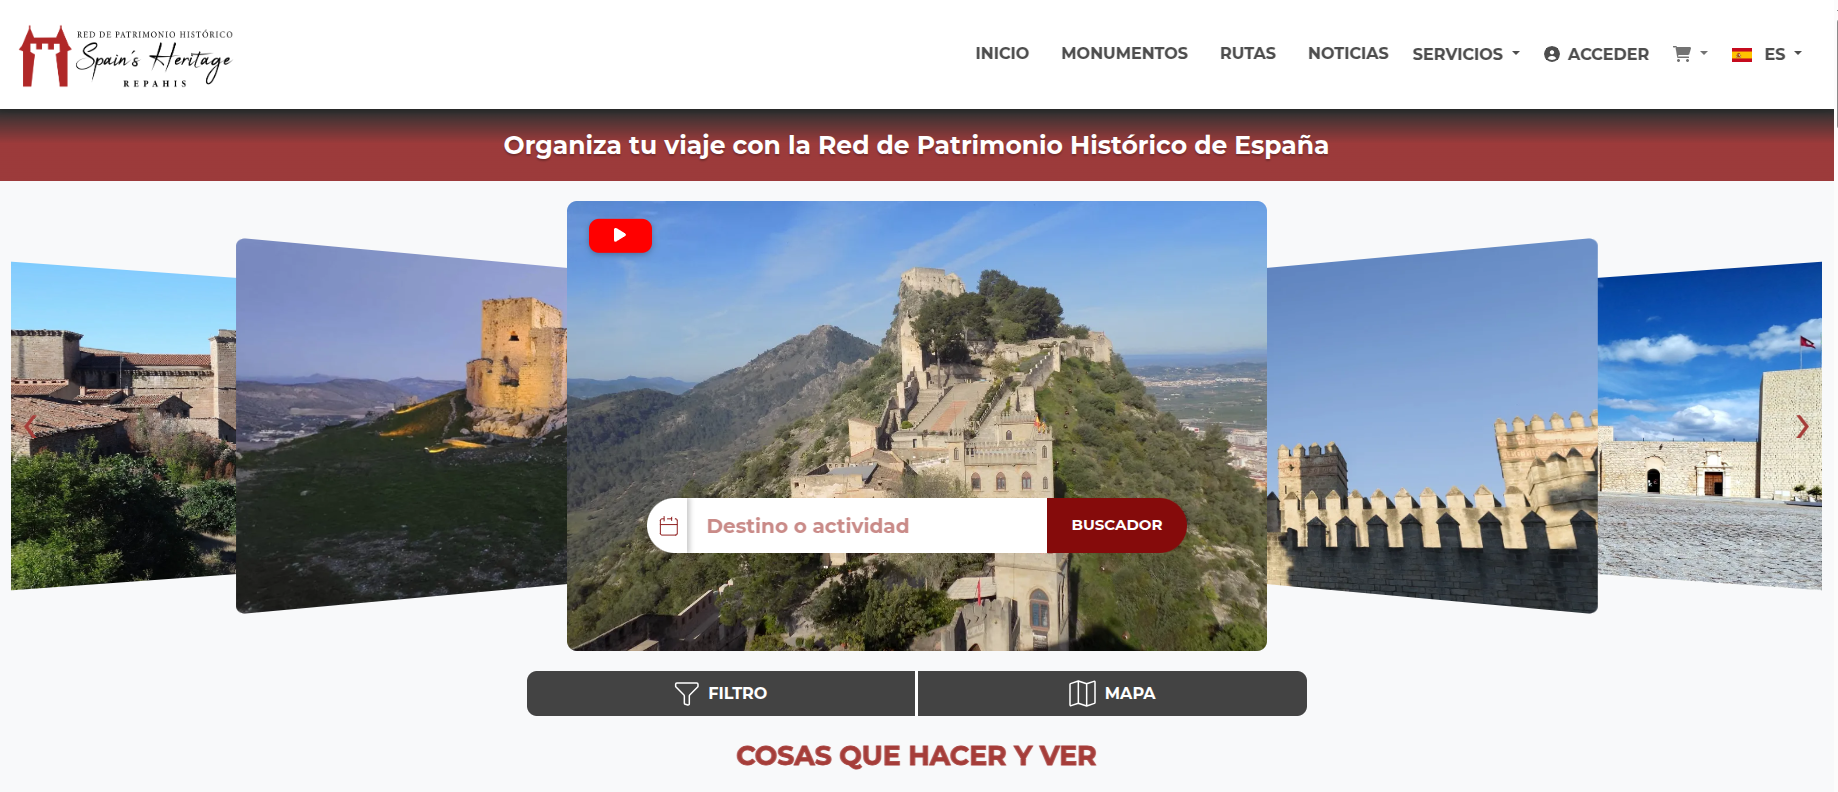 RED DE PATRIMONIO HISTÓRICO
Spain's Heritage
REPAHIS
INICIO
MONUMENTOS
RUTAS
NOTICIAS
SERVICIOS
ACCEDER
ES
Organiza tu viaje con la Red de Patrimonio Histórico de España
Destino o actividad
BUSCADOR
FILTRO
MAPA
COSAS QUE HACER Y VER